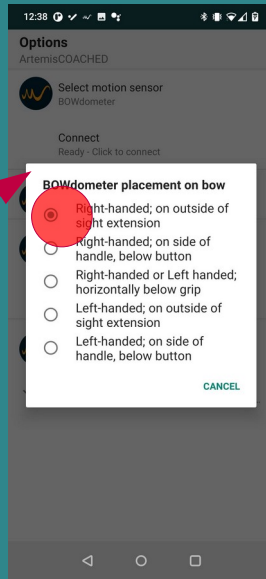 12:38
Options
ArtemisCOACHED
Select motion sensor
BOWdometer
Connect
Ready - Click to connect
BOWdometer placement on bow
Right-handed; on outside of
sight extension
Right-handed; on side of
handle, below button
Right-handed or Left handed;
horizontally below grip
Left-handed; on outside of
sight extension
Left-handed; on side of
handle, below button
CANCEL